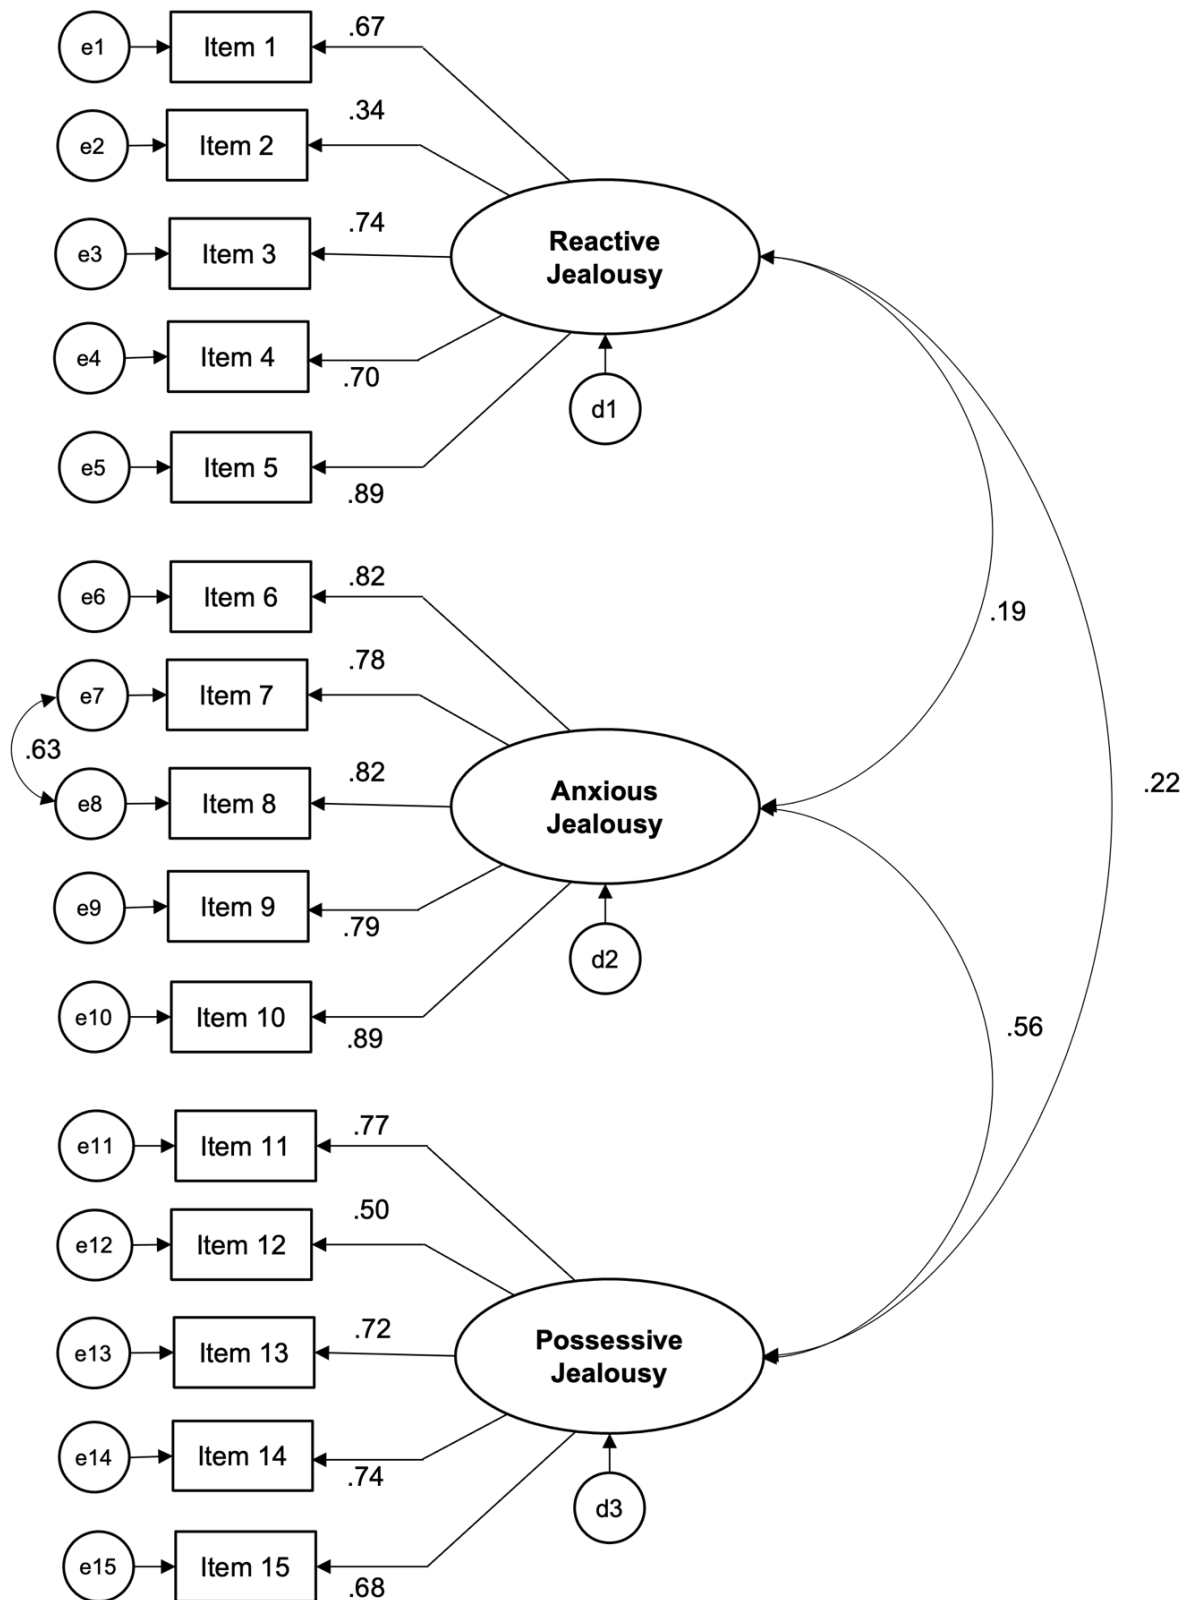 e1
Item 1
.67
e2
Item 2
.34
e3
Item 3
.74
Reactive
Jealousy
e4
Item 4
.70
d1
e5
Item 5
.89
e6
Item 6
.82
.19
e7
Item 7
.78
.63
.22
e8
Item 8
.82
Anxious
Jealousy
e9
Item 9
.79
d2
e10
Item 10
.89
.56
e11
Item 11
.77
e12
Item 12
.50
e13
Item 13
.72
Possessive
Jealousy
e14
Item 14
.74
d3
e15
Item 15
.68